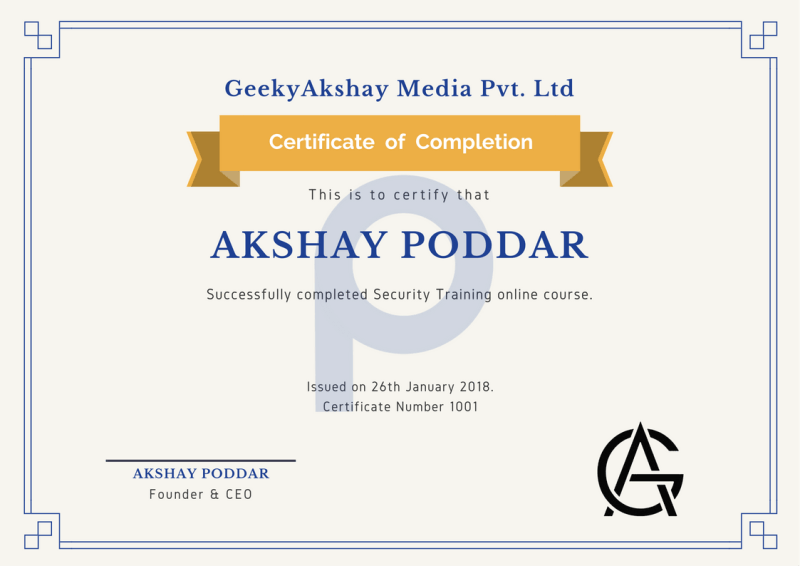 GeekyAkshay Media Pvt. Ltd
Certificate of Completion
This is to certify that
AKSHAY PODDAR
Successfully completed Security Training online course.
Issued on 26th January 2018.
Certificate Number 1001
AKSHAY PODDAR
Founder & CEO